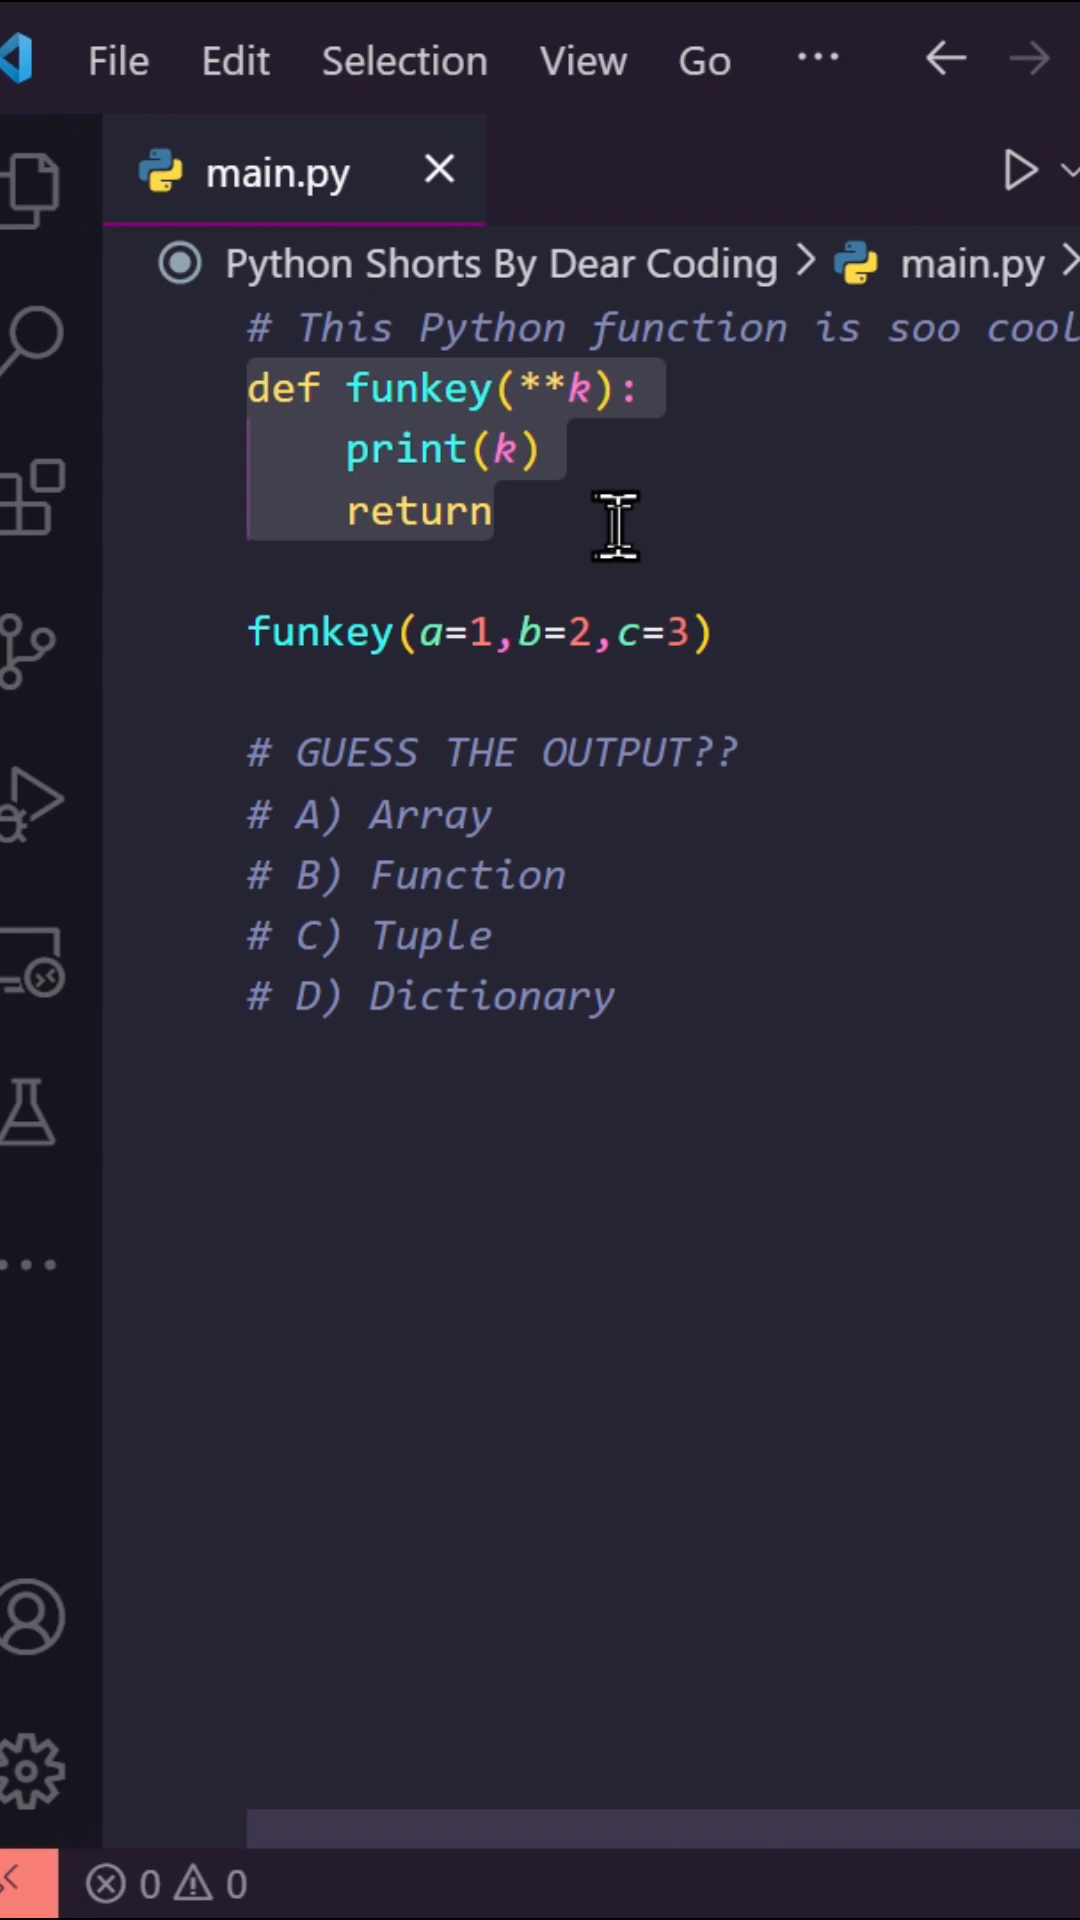 File Edit Selection View Go ...
main.py
Python Shorts By Dear Coding > main.py >
# This Python function is soo cool
def funkey(**k):
    print(k)
    return
funkey(a=1,b=2,c=3)
# GUESS THE OUTPUT??
# A) Array
# B) Function
# C) Tuple
# D) Dictionary
0 0